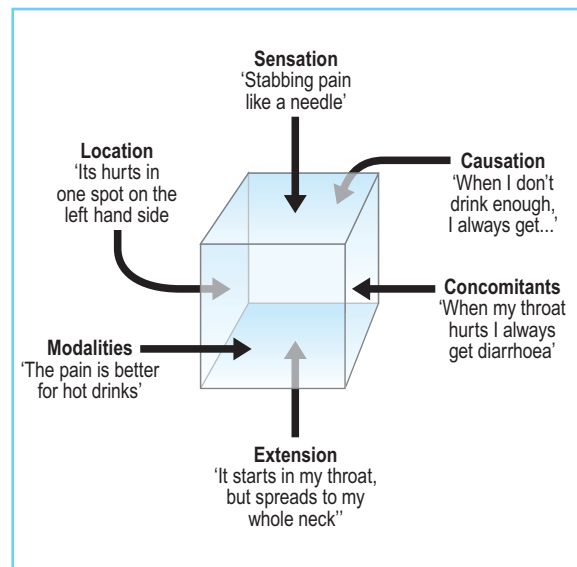 Sensation
‘Stabbing pain
like a needle’
Location
‘Its hurts in
one spot on the
left hand side
Causation
‘When I don’t
drink enough,
I always get...’
Concomitants
‘When my throat
hurts I always
get diarrhoea’
Modalities
‘The pain is better
for hot drinks’
Extension
‘It starts in my throat,
but spreads to my
whole neck’’